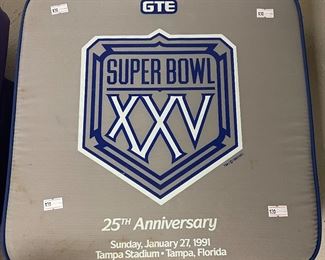 GTE
SUPER BOWL
XXV
25TH Anniversary
Sunday, January 27, 1991
Tampa Stadium • Tampa, Florida